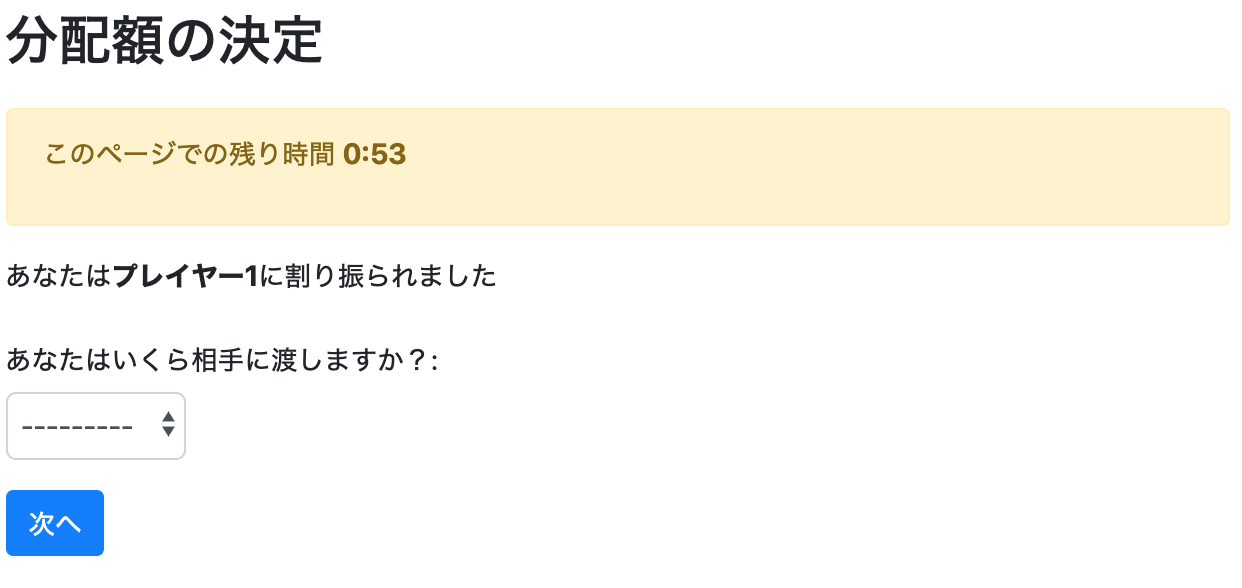 分配額の決定
このページでの残り時間 0:53
あなたはプレイヤー1に割り振られました
あなたはいくら相手に渡しますか？:
---------
次へ